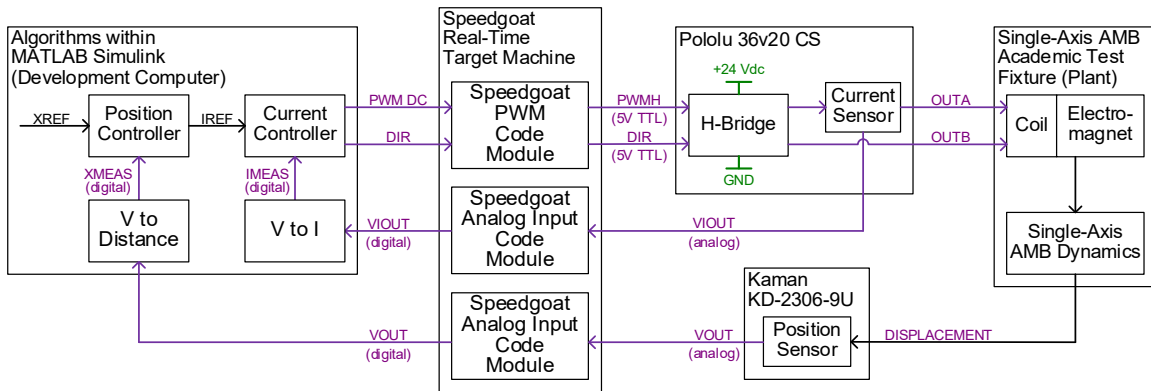 Algorithms within
MATLAB Simulink
(Development Computer)
XREF
Position
Controller
IREF
Current
Controller
XMEAS
(digital)
IMEAS
(digital)
V to
Distance
V to I
PWM DC
DIR
VIOUT
(digital)
VOUT
(digital)
Speedgoat
Real-Time
Target Machine
Speedgoat
PWM
Code
Module
Speedgoat
Analog Input
Code
Module
Speedgoat
Analog Input
Code
Module
PWMH
(5V TTL)
DIR
(5V TTL)
VIOUT
(analog)
VOUT
(analog)
Pololu 36v20 CS
+24 Vdc
H-Bridge
GND
Current
Sensor
OUTA
OUTB
Kaman
KD-2306-9U
Position
Sensor
DISPLACEMENT
Single-Axis AMB
Academic Test
Fixture (Plant)
Coil
Electro-
magnet
Single-Axis
AMB Dynamics